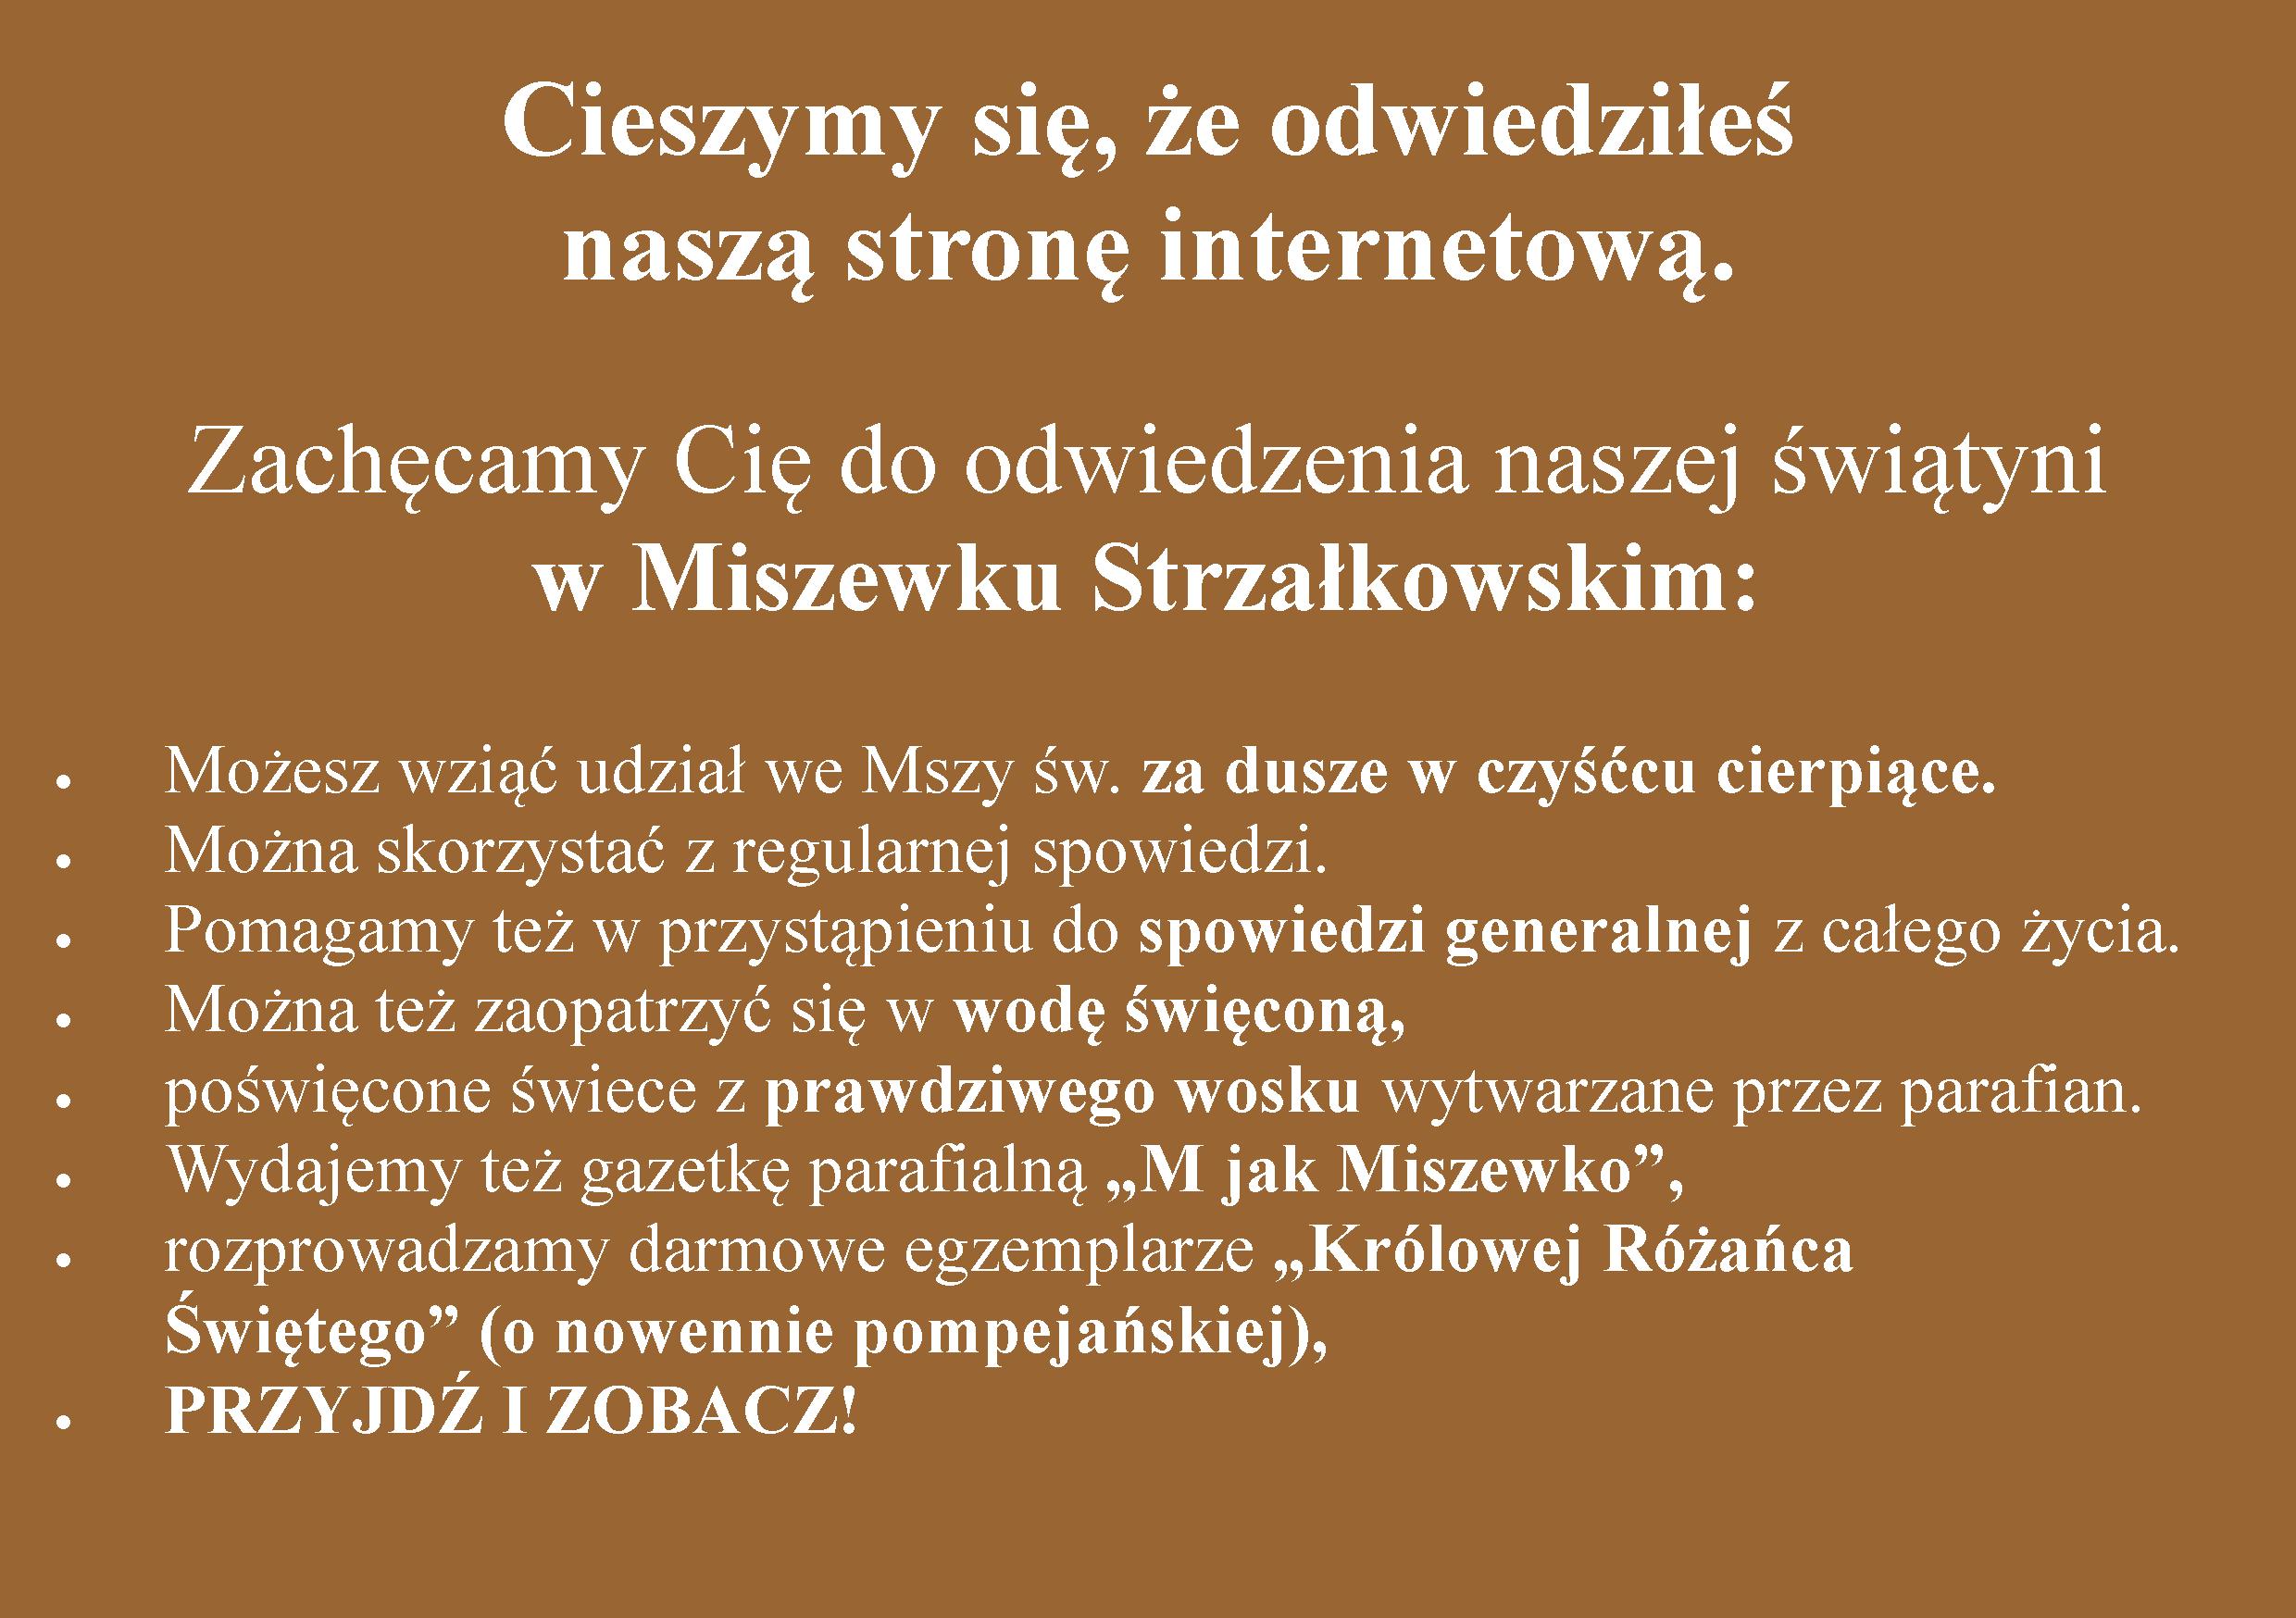 Cieszymy się, że odwiedziłeś
naszą stronę internetową.
Zachęcamy Cię do odwiedzenia naszej świątyni
w Miszewku Strzałkowskim:
• Możesz wziąć udział we Mszy św. za dusze w czyśćcu cierpiące.
• Można skorzystać z regularnej spowiedzi.
• Pomagamy też w przystąpieniu do spowiedzi generalnej z całego życia.
• Można też zaopatrzyć się w wodę święconą,
• poświęcone świece z prawdziwego wosku wytwarzane przez parafian.
• Wydajemy też gazetkę parafialną „M jak Miszewko”,
• rozprowadzamy darmowe egzemplarze „Królowej Różańca
Świętego” (o nowennie pompejańskiej),
• PRZYJDŹ I ZOBACZ!